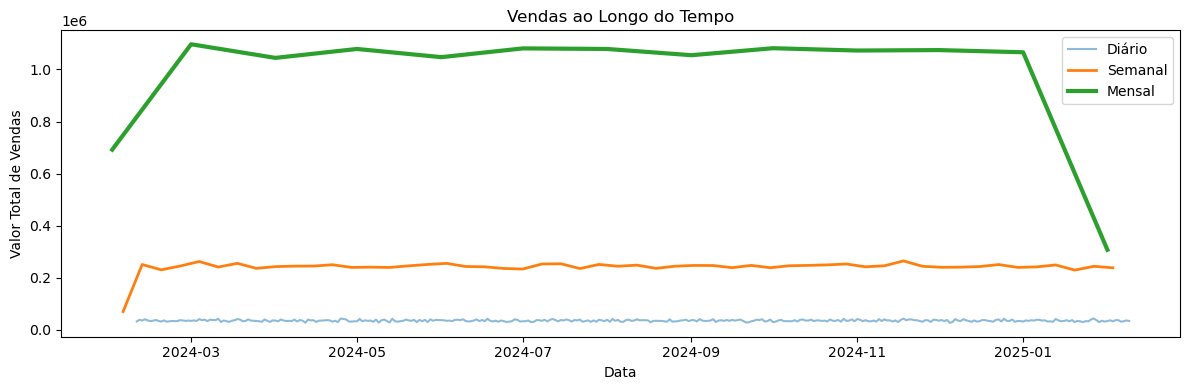 Vendas ao Longo do Tempo
1e6
Diário
Semanal
Mensal
1.0
0.8
0.6
0.4
0.2
0.0
Valor Total de Vendas
2024-03 2024-05 2024-07 2024-09 2024-11 2025-01
Data